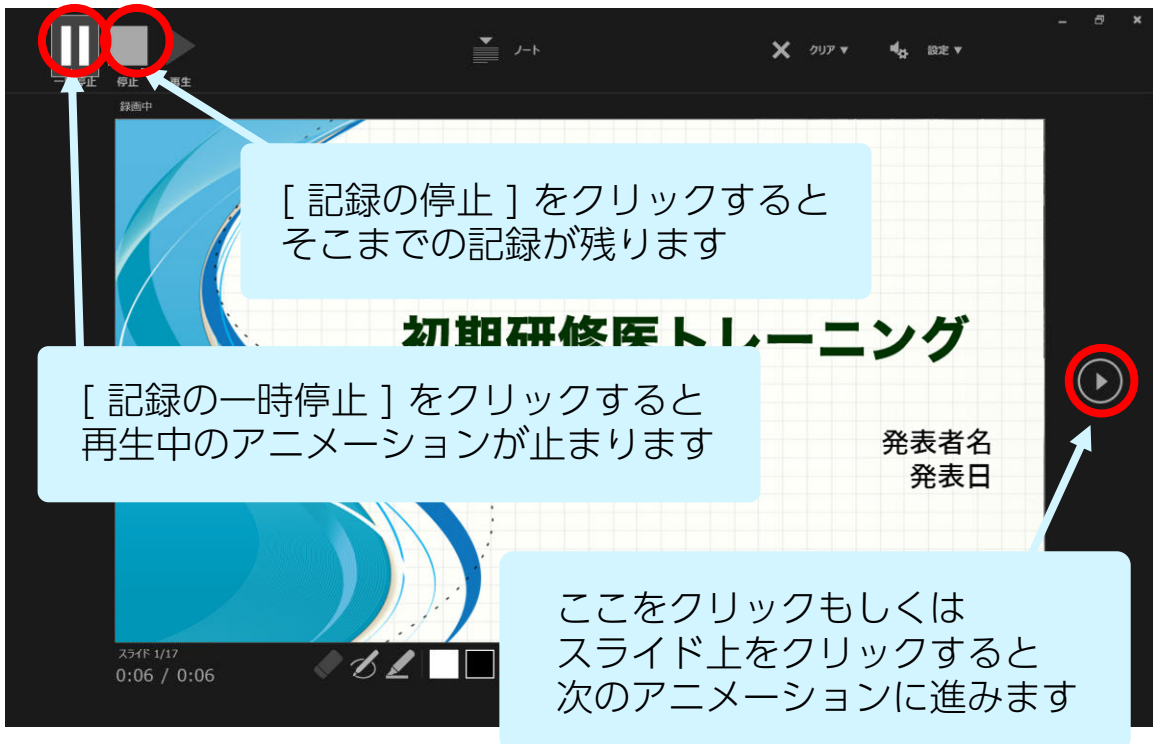 ノート
クリア
設定
一時停止
停止
再生
録画中
[ 記録の停止 ] をクリックすると
そこまでの記録が残ります
初期研修医トレーニング
[ 記録の一時停止 ] をクリックすると
再生中のアニメーションが止まります
発表者名
発表日
ここをクリックもしくは
スライド上をクリックすると
次のアニメーションに進みます
スライド 1/17
0:06 / 0:06